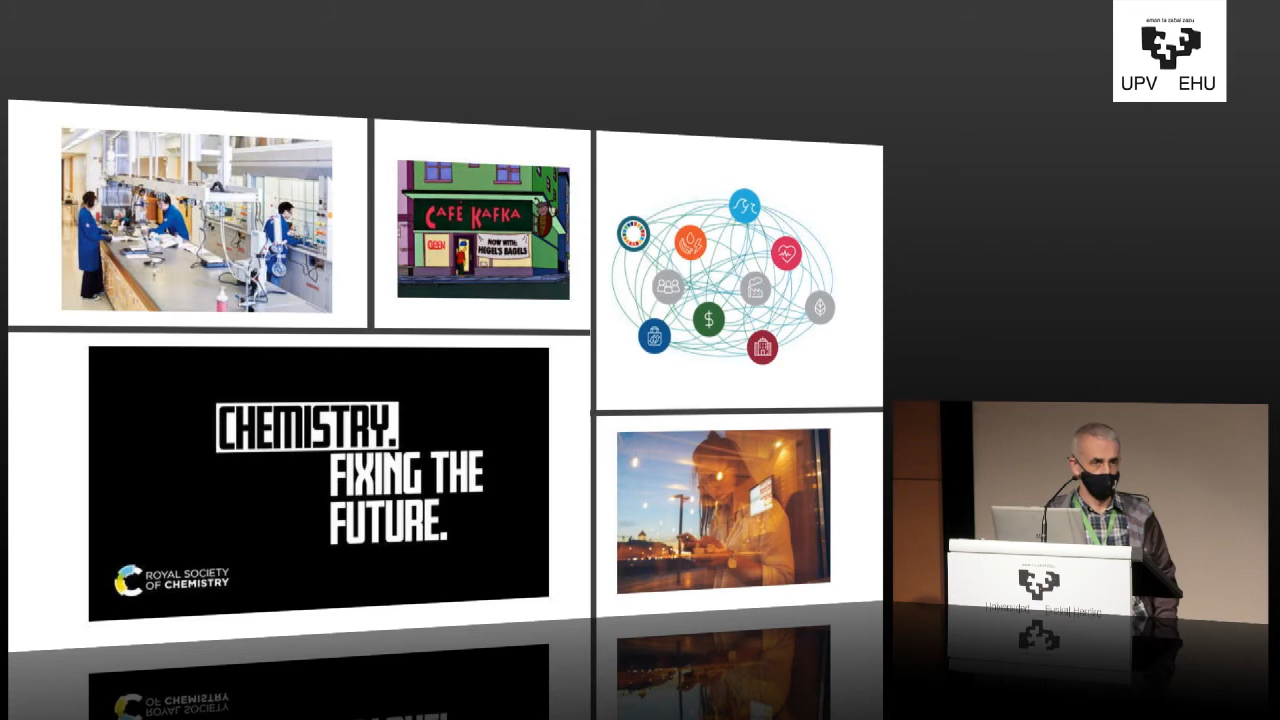 eman ta zabal zazu
UPV EHU
CAFÉ KAFKA
OPEN
NOW WITH:
HEGEL'S BAGELS
CHEMISTRY.
FIXING THE
FUTURE.
ROYAL SOCIETY
OF CHEMISTRY